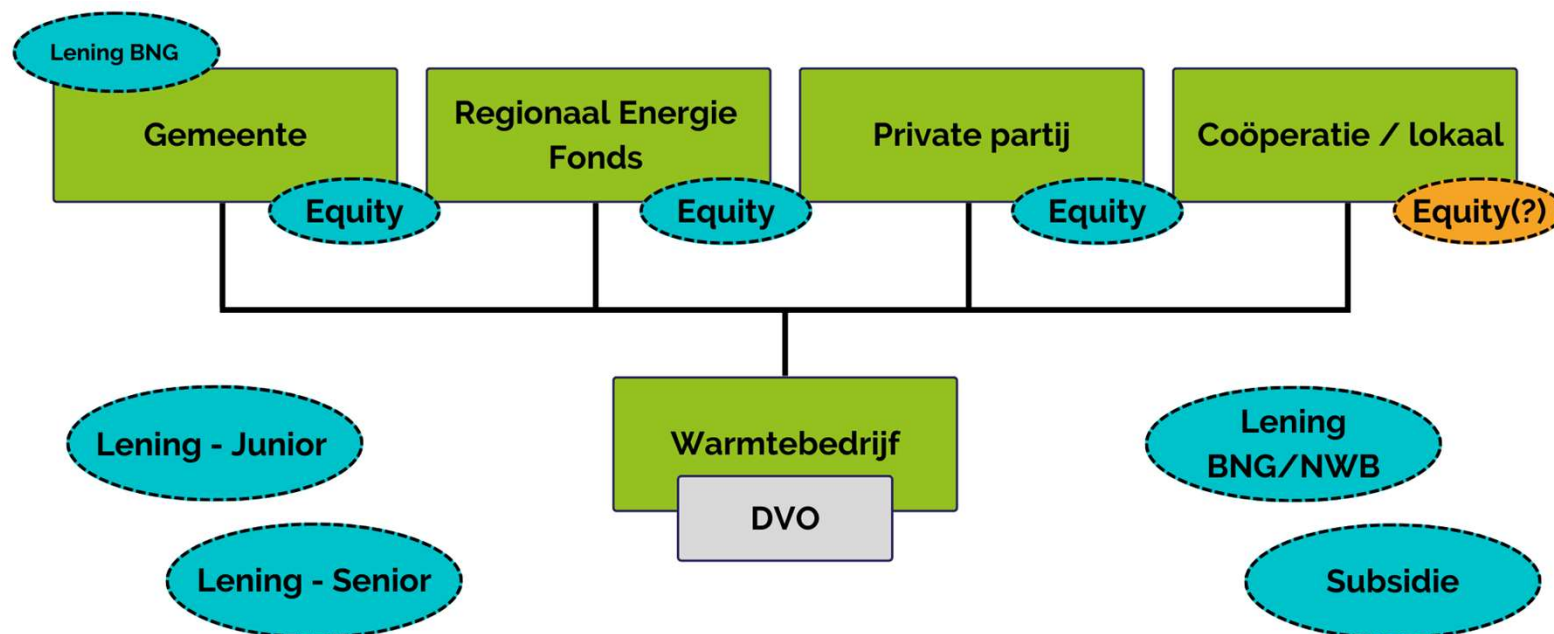 Lening BNG
Gemeente
Regionaal Energie
Fonds
Private partij
Coöperatie / lokaal
Equity
Equity
Equity
Equity(?)
Warmtebedrijf
DVO
Lening - Junior
Lening - Senior
Lening
BNG/NWB
Subsidie